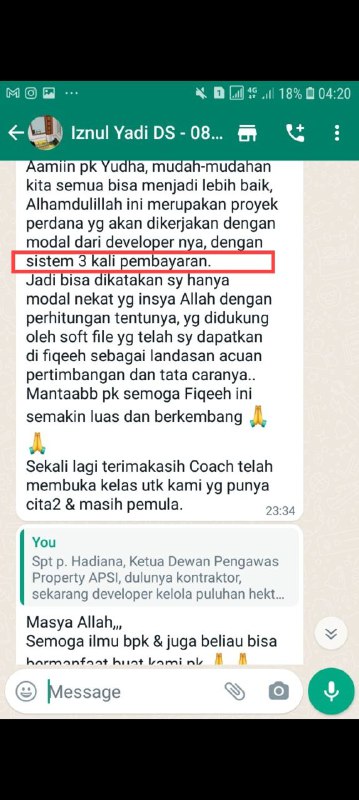 4G
18%
04:20
Iznul Yadi DS - 08...
Aamiin pk Yudha, mudah-mudahan
kita semua bisa menjadi lebih baik,
Alhamdulillah ini merupakan proyek
perdana yg akan dikerjakan dengan
modal dari developer nya, dengan
sistem 3 kali pembayaran.
Jadi bisa dikatakan sy hanya
modal nekat yg insya Allah dengan
perhitungan tentunya, yg didukung
oleh soft file yg telah sy dapatkan
di fiqeeh sebagai landasan acuan
pertimbangan dan tata caranya..
Mantaabb pk semoga Fiqeeh ini
semakin luas dan berkembang 🙏
🙏
Sekali lagi terimakasih Coach telah
membuka kelas utk kami yg punya
cita2 & masih pemula.
23:34
You
Spt p. Hadiana, Ketua Dewan Pengawas
Property APSI, dulunya kontraktor,
sekarang developer kelola puluhan hekt...
Masya Allah,,,
Semoga ilmu bpk & juga beliau bisa
bermanfaat buat kami pk 🙏 🙏
Message